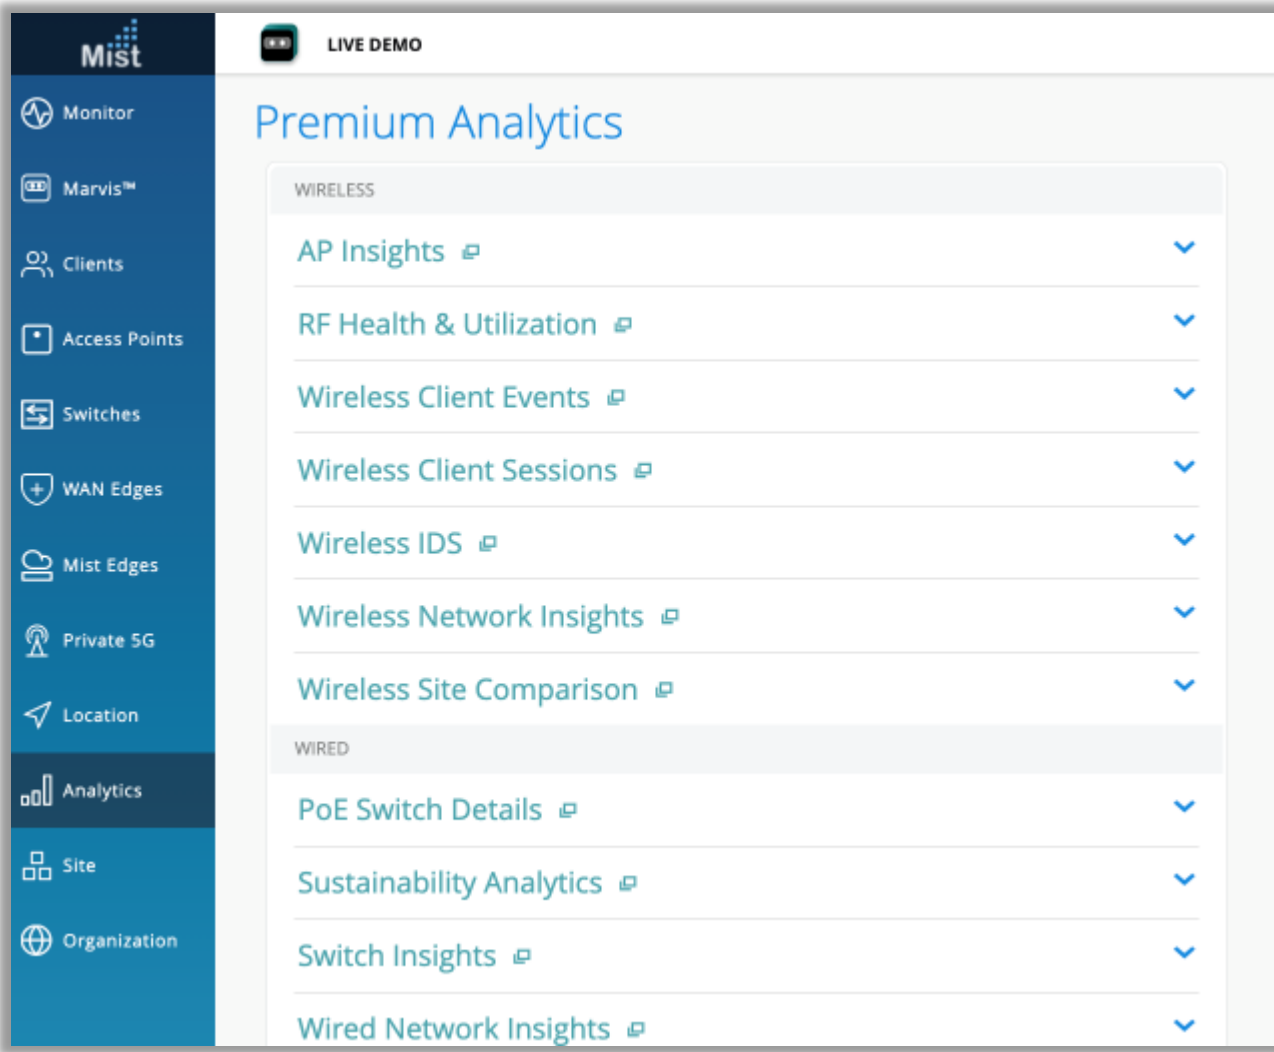 Mist
LIVE DEMO
Monitor
Marvis™
Clients
Access Points
Switches
WAN Edges
Mist Edges
Private 5G
Location
Analytics
Site
Organization
Premium Analytics
WIRELESS
AP Insights
RF Health & Utilization
Wireless Client Events
Wireless Client Sessions
Wireless IDS
Wireless Network Insights
Wireless Site Comparison
WIRED
PoE Switch Details
Sustainability Analytics
Switch Insights
Wired Network Insights